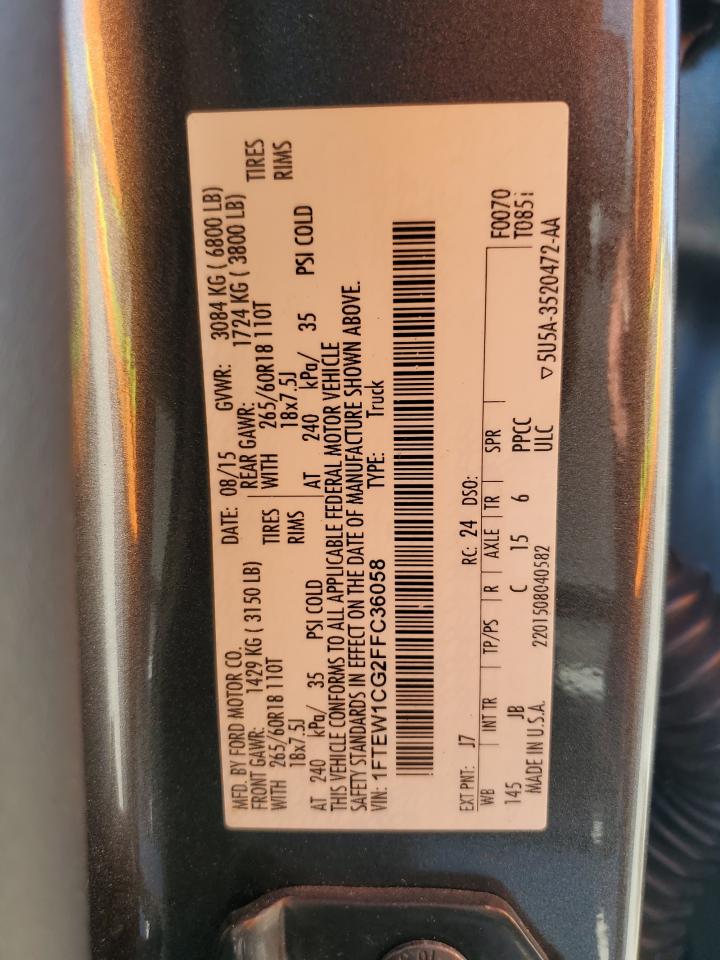 MFD. BY FORD MOTOR CO. DATE: 08/15 GVWR: 3084 KG ( 6800 LB)
FRONT GAWR: 1429 KG ( 3150 LB) REAR GAWR: 1724 KG ( 3800 LB)
WITH 265/60R18 110T TIRES WITH 265/60R18 110T TIRES
18x7.5J RIMS 18x7.5J RIMS
AT 240 kPa/ 35 PSI COLD AT 240 kPa/ 35 PSI COLD
THIS VEHICLE CONFORMS TO ALL APPLICABLE FEDERAL MOTOR VEHICLE
SAFETY STANDARDS IN EFFECT ON THE DATE OF MANUFACTURE SHOWN ABOVE.
VIN: 1FTEW1CG2FFC36058 TYPE: Truck
EXT PNT: J7 RC: 24 DSO: F0070
WB INT TR TP/PS R AXLE TR SPR T0851
145 JB C 15 6 PPCC
MADE IN U.S.A. 2201508040582 ULC ▽5U5A-3520472-AA